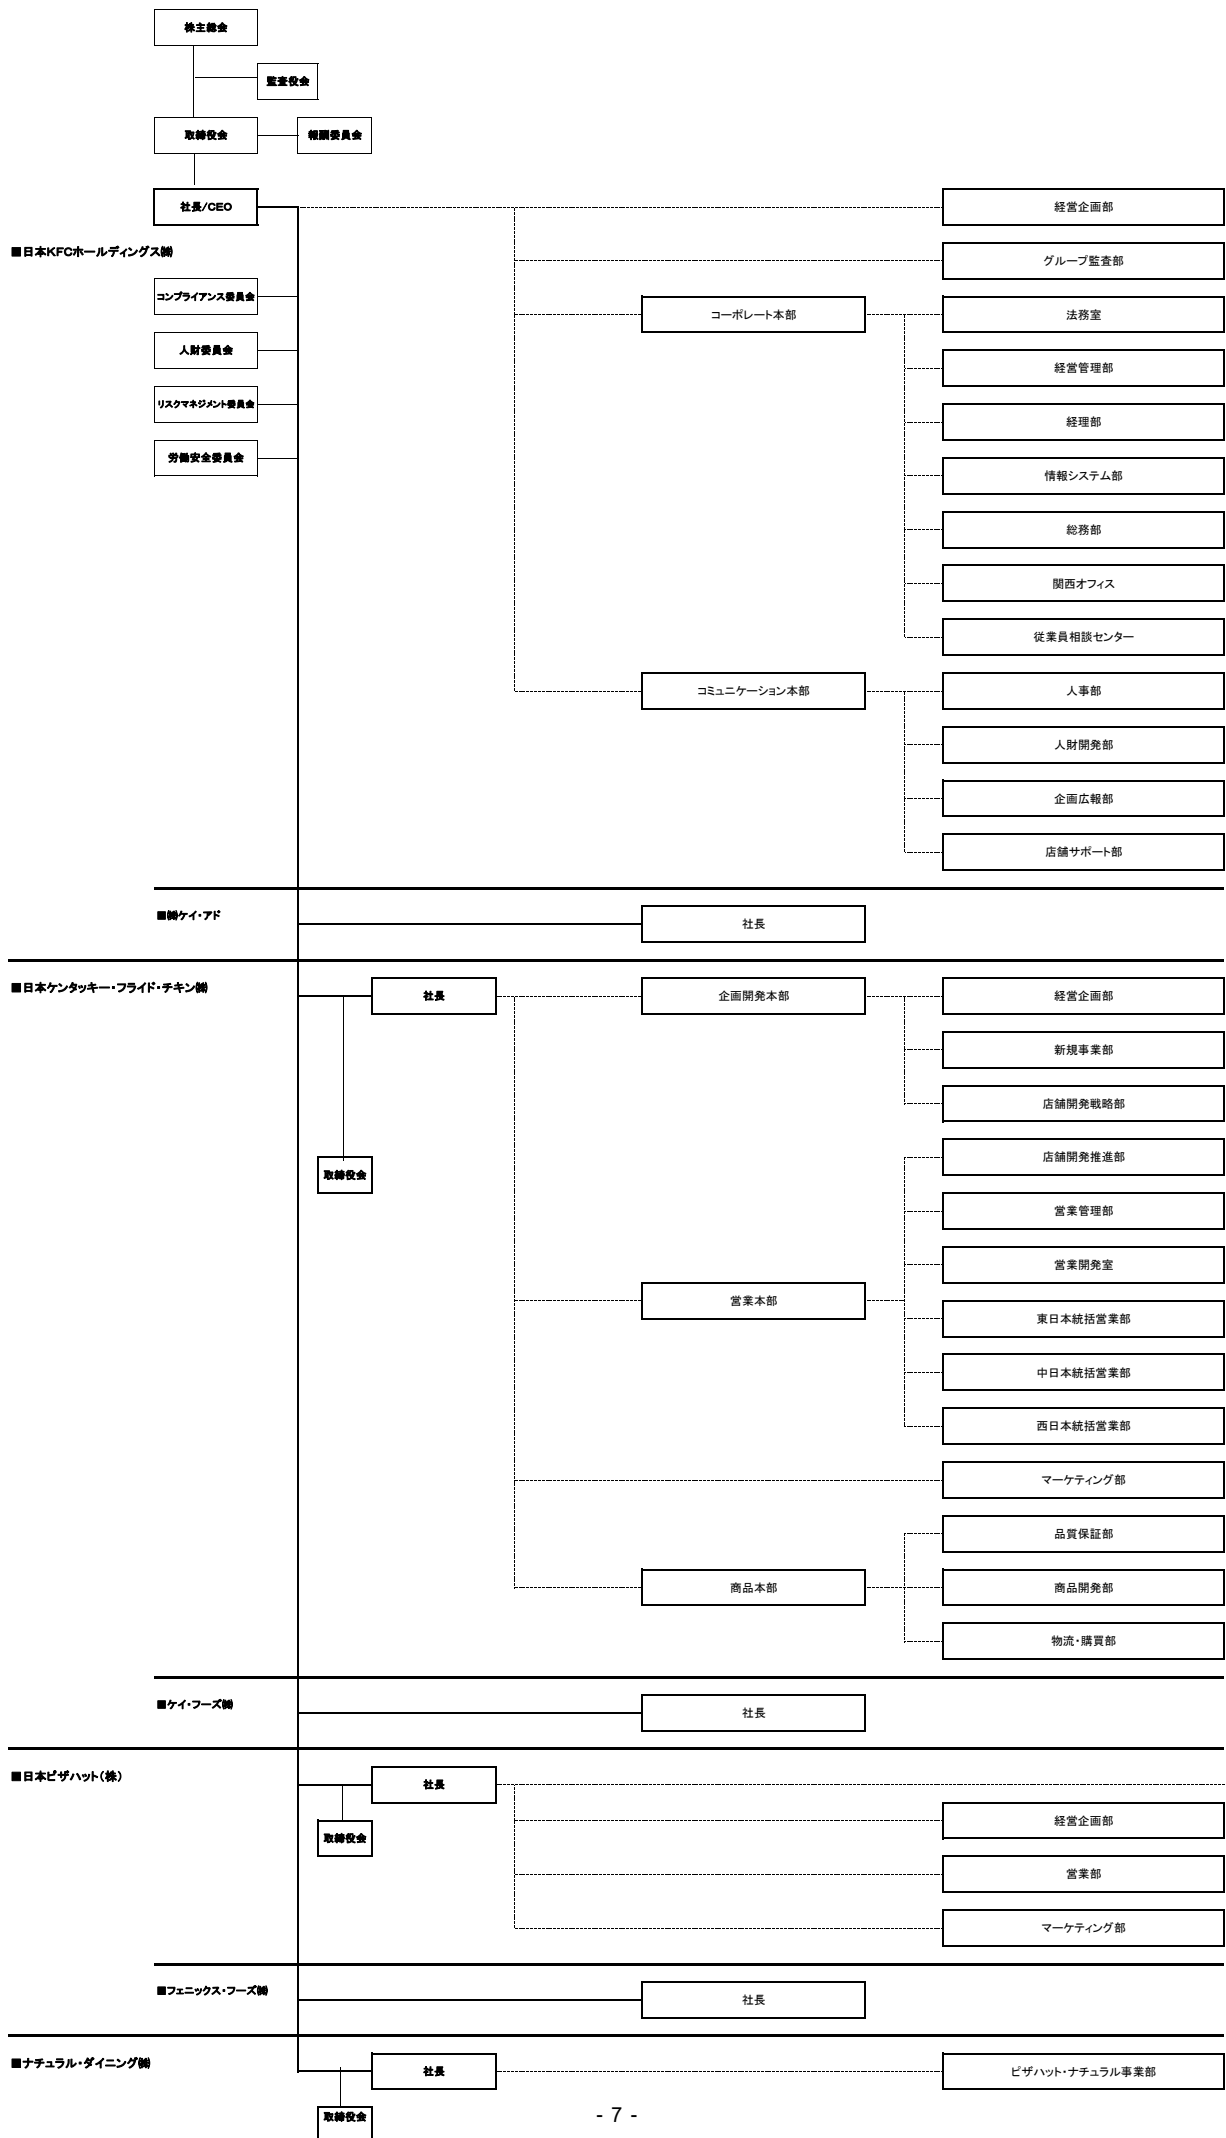 株主総会
監査役会
取締役会
報酬委員会
社長/CEO
経営企画部
■日本KFCホールディングス㈱
グループ監査部
コンプライアンス委員会
コーポレート本部
法務室
人財委員会
経営管理部
リスクマネジメント委員会
経理部
労働安全委員会
情報システム部
総務部
関西オフィス
従業員相談センター
コミュニケーション本部
人事部
人財開発部
企画広報部
店舗サポート部
■㈱ケイ・アド
社長
■日本ケンタッキー・フライド・チキン㈱
社長
企画開発本部
経営企画部
新規事業部
店舗開発戦略部
店舗開発推進部
取締役会
営業管理部
営業開発室
営業本部
東日本統括営業部
中日本統括営業部
西日本統括営業部
マーケティング部
品質保証部
商品本部
商品開発部
物流・購買部
■ケイ・フーズ㈱
社長
■日本ピザハット(株)
社長
経営企画部
取締役会
営業部
マーケティング部
■フェニックス・フーズ㈱
社長
■ナチュラル・ダイニング㈱
社長
ピザハット・ナチュラル事業部
取締役会
- 7 -